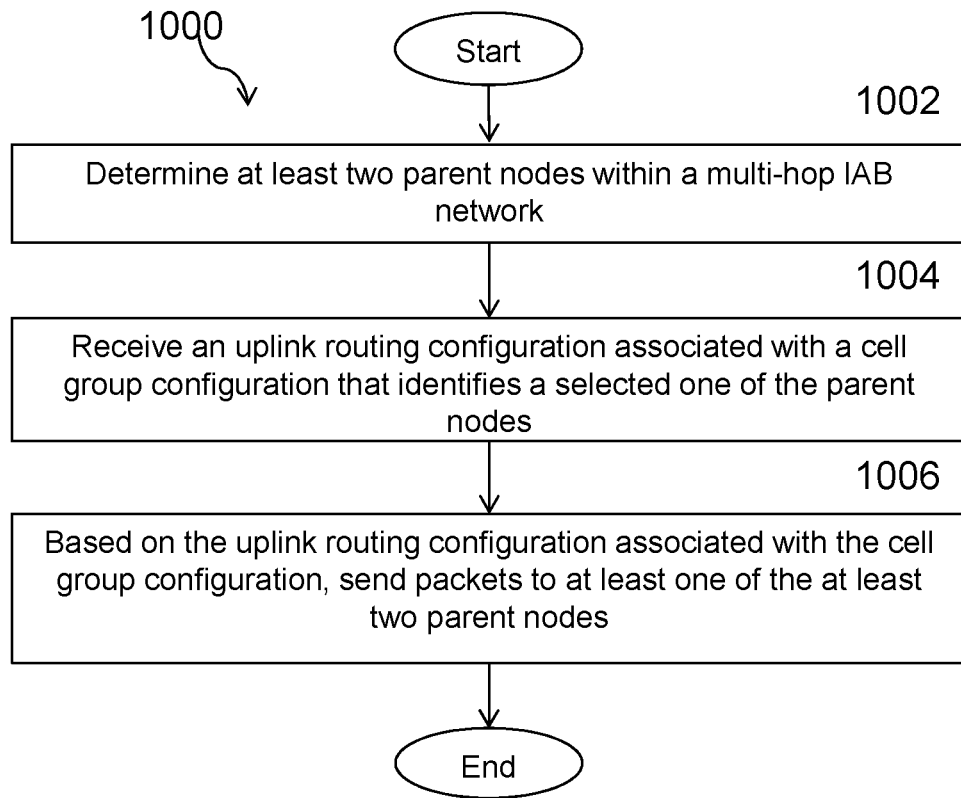 1000
Start
1002
Determine at least two parent nodes within a multi-hop IAB
network
1004
Receive an uplink routing configuration associated with a cell
group configuration that identifies a selected one of the parent
nodes
1006
Based on the uplink routing configuration associated with the cell
group configuration, send packets to at least one of the at least
two parent nodes
End